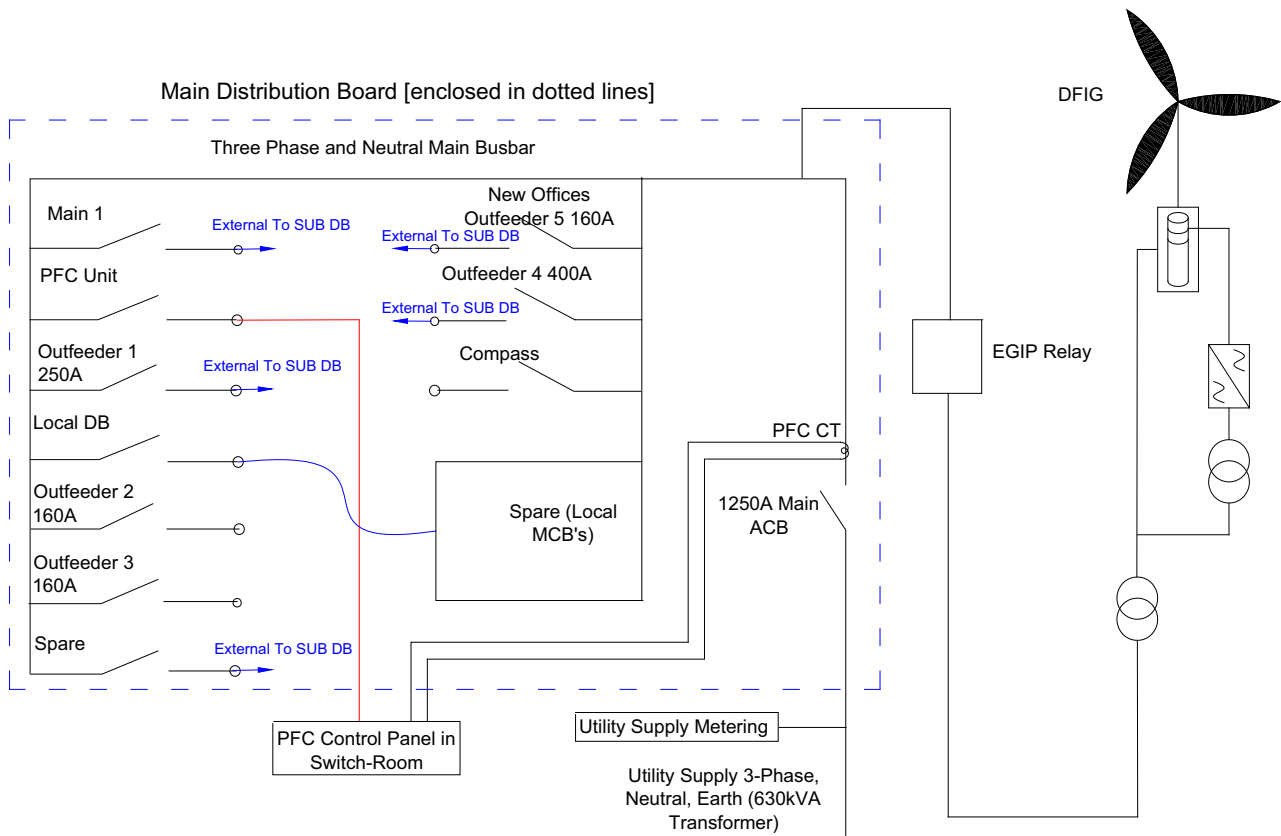 Main Distribution Board [enclosed in dotted lines]
DFIG
Three Phase and Neutral Main Busbar
Main 1
External To SUB DB
New Offices
Outfeeder 5 160A
External To SUB DB
PFC Unit
Outfeeder 4 400A
External To SUB DB
Outfeeder 1
250A
External To SUB DB
Compass
EGIP Relay
Local DB
PFC CT
Outfeeder 2
160A
Spare (Local
MCB's)
1250A Main
ACB
Outfeeder 3
160A
Spare
External To SUB DB
PFC Control Panel in
Switch-Room
Utility Supply Metering
Utility Supply 3-Phase,
Neutral, Earth (630kVA
Transformer)